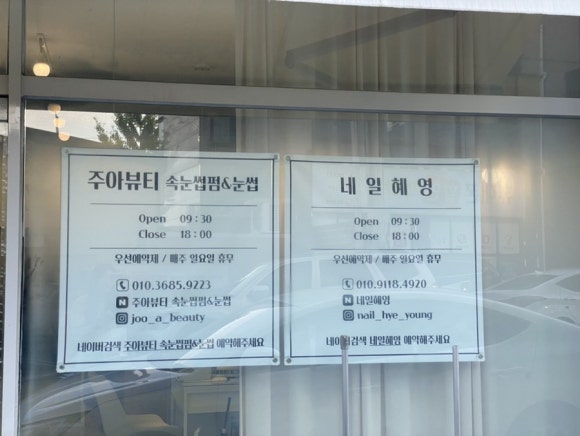 주아뷰티 속눈썹펌&눈썹
Open 09:30
Close 18:00
우선예약제 / 매주 일요일 휴무
010.3685.9223
N 주아뷰티 속눈썹펌&눈썹
joo_a_beauty
네이버검색 주아뷰티 속눈썹펌&눈썹 예약해주세요
네일혜영
Open 09:30
Close 18:00
우선예약제 / 매주 일요일 휴무
010.9118.4920
N 네일혜영
nail_hye_young
네이버검색 네일혜영 예약해주세요